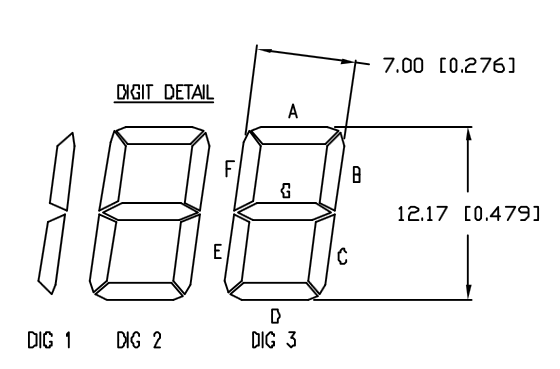 7.00 [0.276]
DIGIT DETAIL
A
F
B
G
12.17 [0.479]
E
C
D
DIG 1 DIG 2 DIG 3